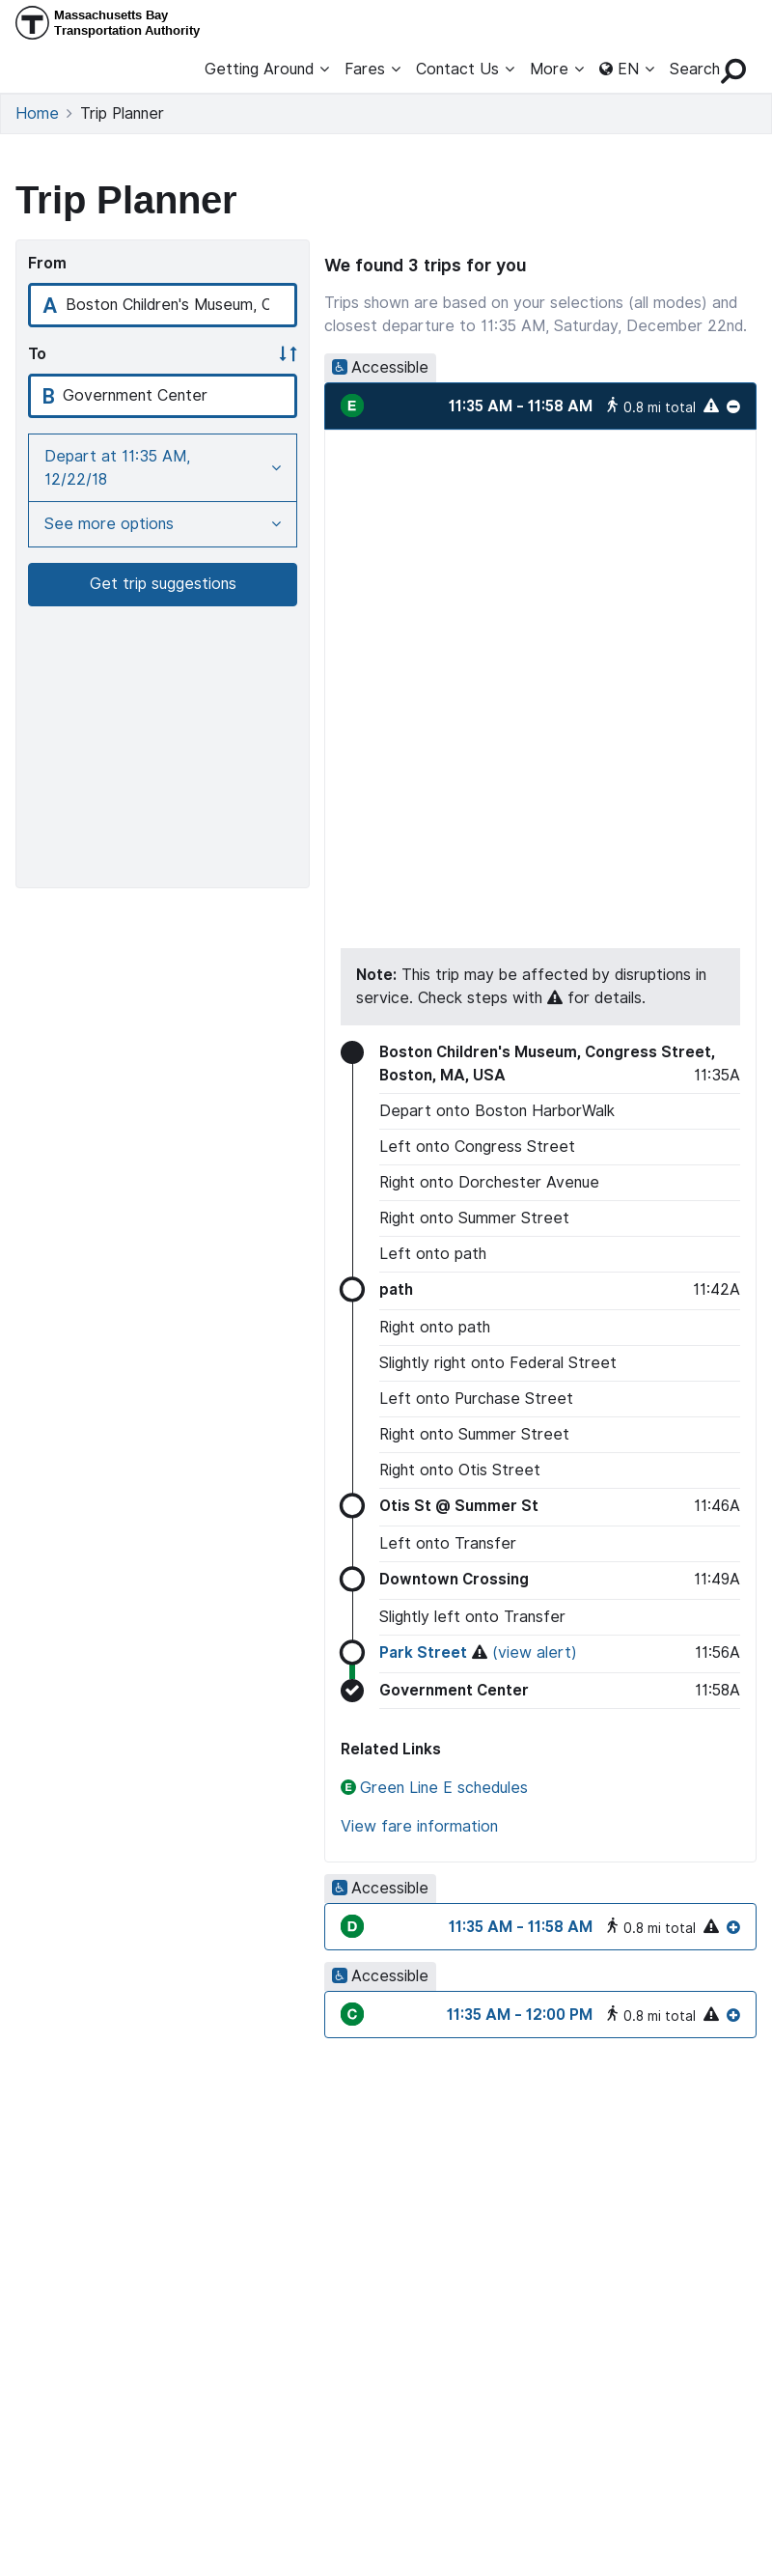 Massachusetts Bay
Transportation Authority
Getting Around
Fares
Contact Us
More
EN
Search
Home > Trip Planner
Trip Planner
From
A Boston Children's Museum, C
To
B Government Center
Depart at 11:35 AM,
12/22/18
See more options
Get trip suggestions
We found 3 trips for you
Trips shown are based on your selections (all modes) and
closest departure to 11:35 AM, Saturday, December 22nd.
Accessible
E 11:35 AM - 11:58 AM 0.8 mi total
Note: This trip may be affected by disruptions in
service. Check steps with for details.
Boston Children's Museum, Congress Street,
Boston, MA, USA 11:35A
Depart onto Boston HarborWalk
Left onto Congress Street
Right onto Dorchester Avenue
Right onto Summer Street
Left onto path
path 11:42A
Right onto path
Slightly right onto Federal Street
Left onto Purchase Street
Right onto Summer Street
Right onto Otis Street
Otis St @ Summer St 11:46A
Left onto Transfer
Downtown Crossing 11:49A
Slightly left onto Transfer
Park Street (view alert) 11:56A
Government Center 11:58A
Related Links
E Green Line E schedules
View fare information
Accessible
D 11:35 AM - 11:58 AM 0.8 mi total
Accessible
C 11:35 AM - 12:00 PM 0.8 mi total